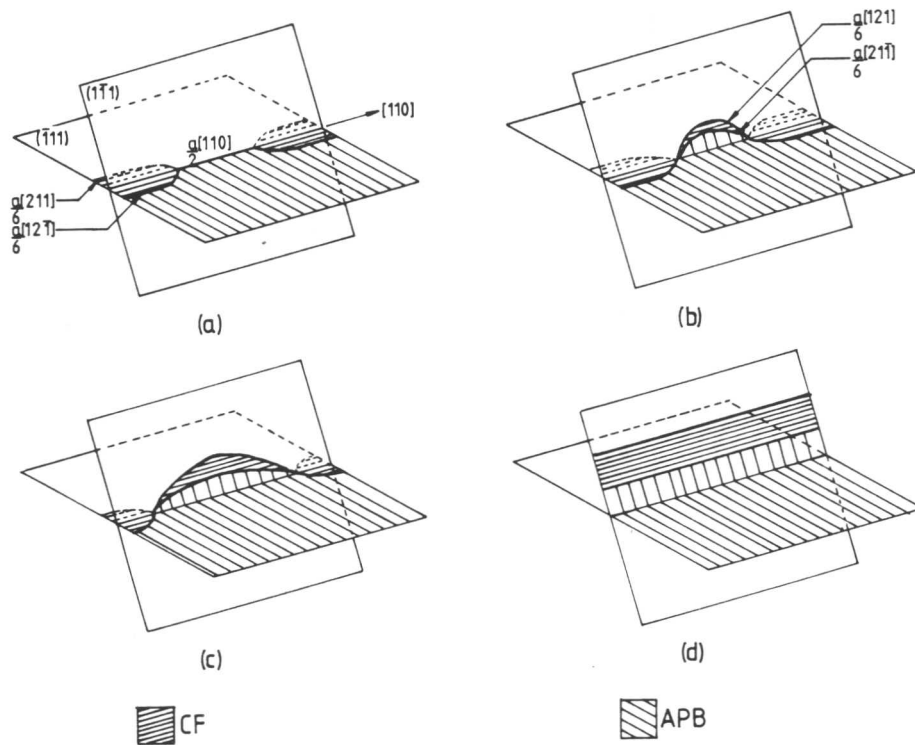 (11̄1)
(1̄11)
a/2[110]
[110]
a/6[211]
a/6[121̄]
(a)
a/6[121]
a/6[211̄]
(b)
(c)
(d)
CF
APB